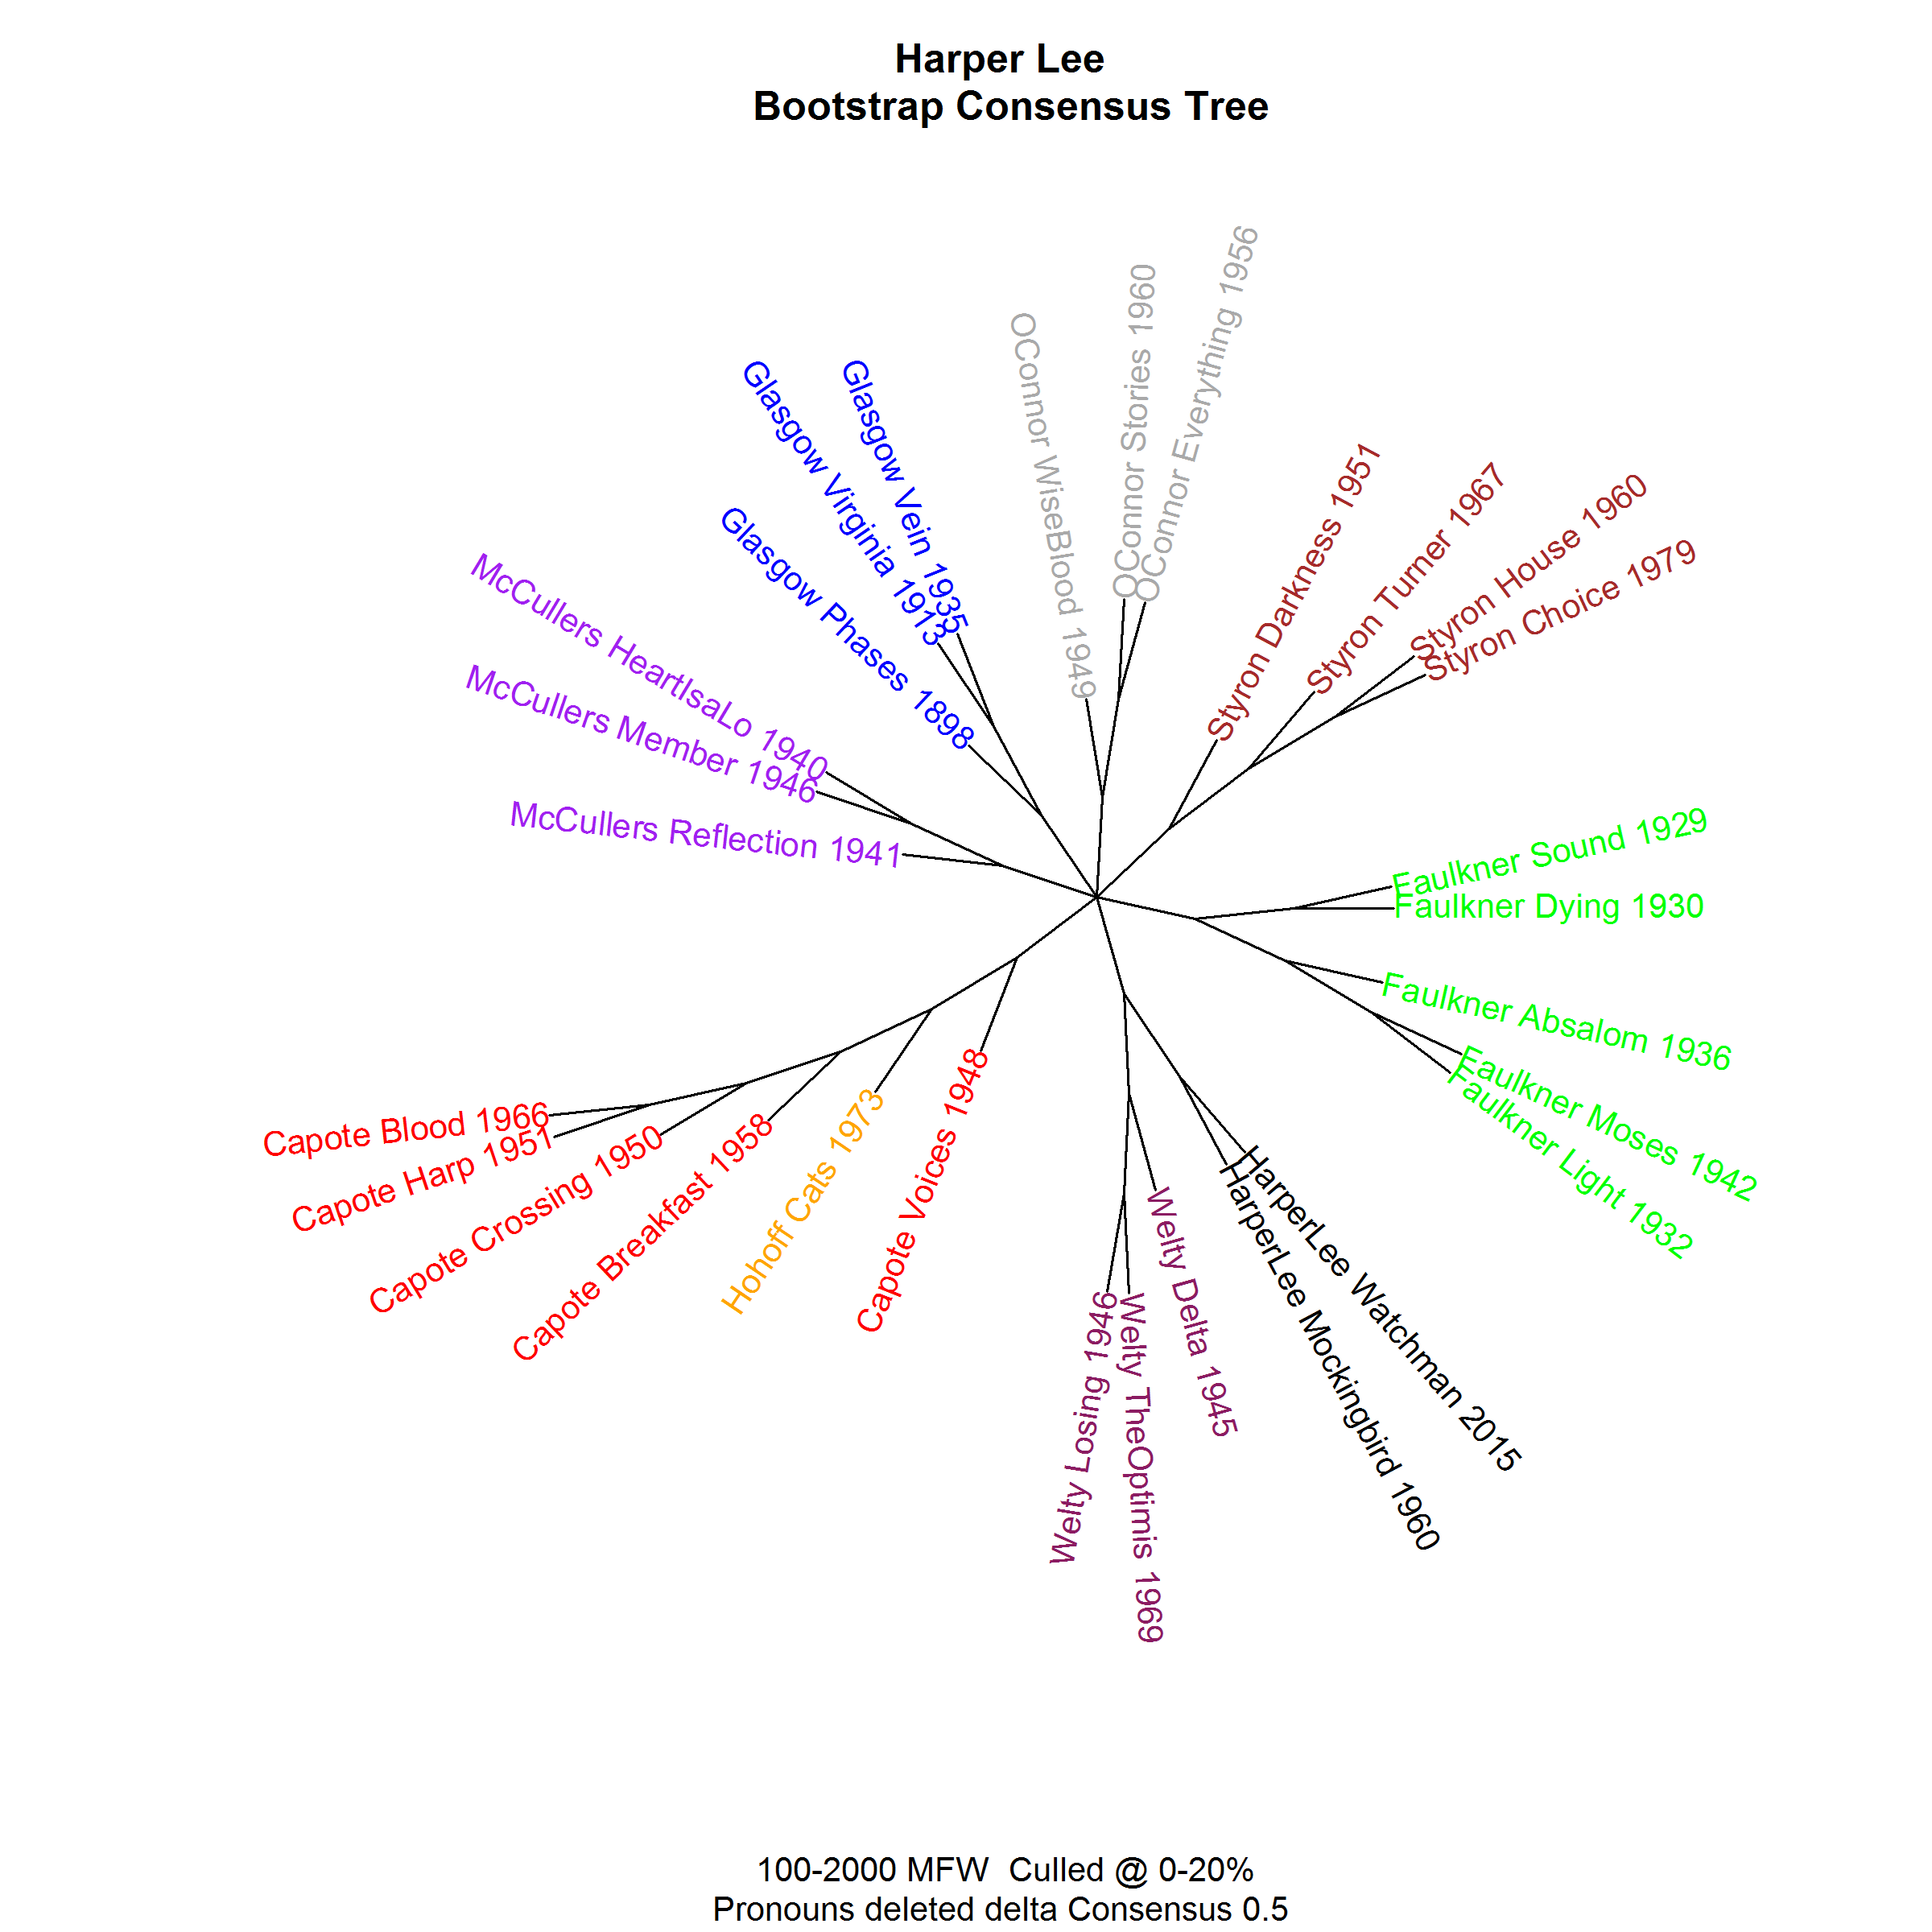 Harper Lee
Bootstrap Consensus Tree
OConnor WiseBlood 1949
OConnor Stories 1960
OConnor Everything 1956
Styron Darkness 1951
Styron Turner 1967
Styron House 1960
Styron Choice 1979
Faulkner Sound 1929
Faulkner Dying 1930
Faulkner Absalom 1936
Faulkner Moses 1942
Faulkner Light 1932
HarperLee Watchman 2015
HarperLee Mockingbird 1960
Welty Delta 1945
Welty TheOptimis 1969
Welty Losing 1946
Capote Voices 1948
Hohoff Cats 1973
Capote Breakfast 1958
Capote Crossing 1950
Capote Harp 1951
Capote Blood 1966
McCullers Reflection 1941
McCullers Member 1946
McCullers HeartIsaLo 1940
Glasgow Phases 1898
Glasgow Virginia 1913
Glasgow Vein 1935
100-2000 MFW  Culled @ 0-20%
Pronouns deleted delta Consensus 0.5